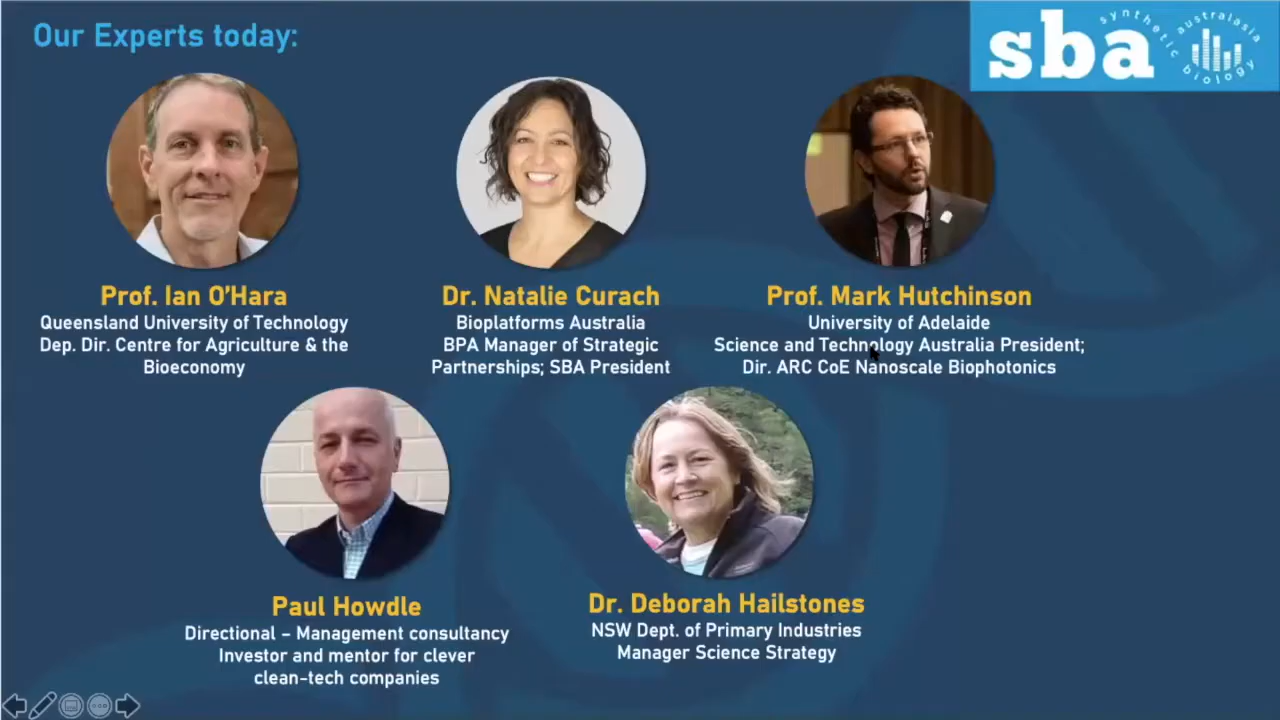 Our Experts today:
sba
synthetic biology australasia
Prof. Ian O'Hara
Queensland University of Technology
Dep. Dir. Centre for Agriculture & the
Bioeconomy
Dr. Natalie Curach
Bioplatforms Australia
BPA Manager of Strategic
Partnerships; SBA President
Prof. Mark Hutchinson
University of Adelaide
Science and Technology Australia President;
Dir. ARC CoE Nanoscale Biophotonics
Paul Howdle
Directional – Management consultancy
Investor and mentor for clever
clean-tech companies
Dr. Deborah Hailstones
NSW Dept. of Primary Industries
Manager Science Strategy